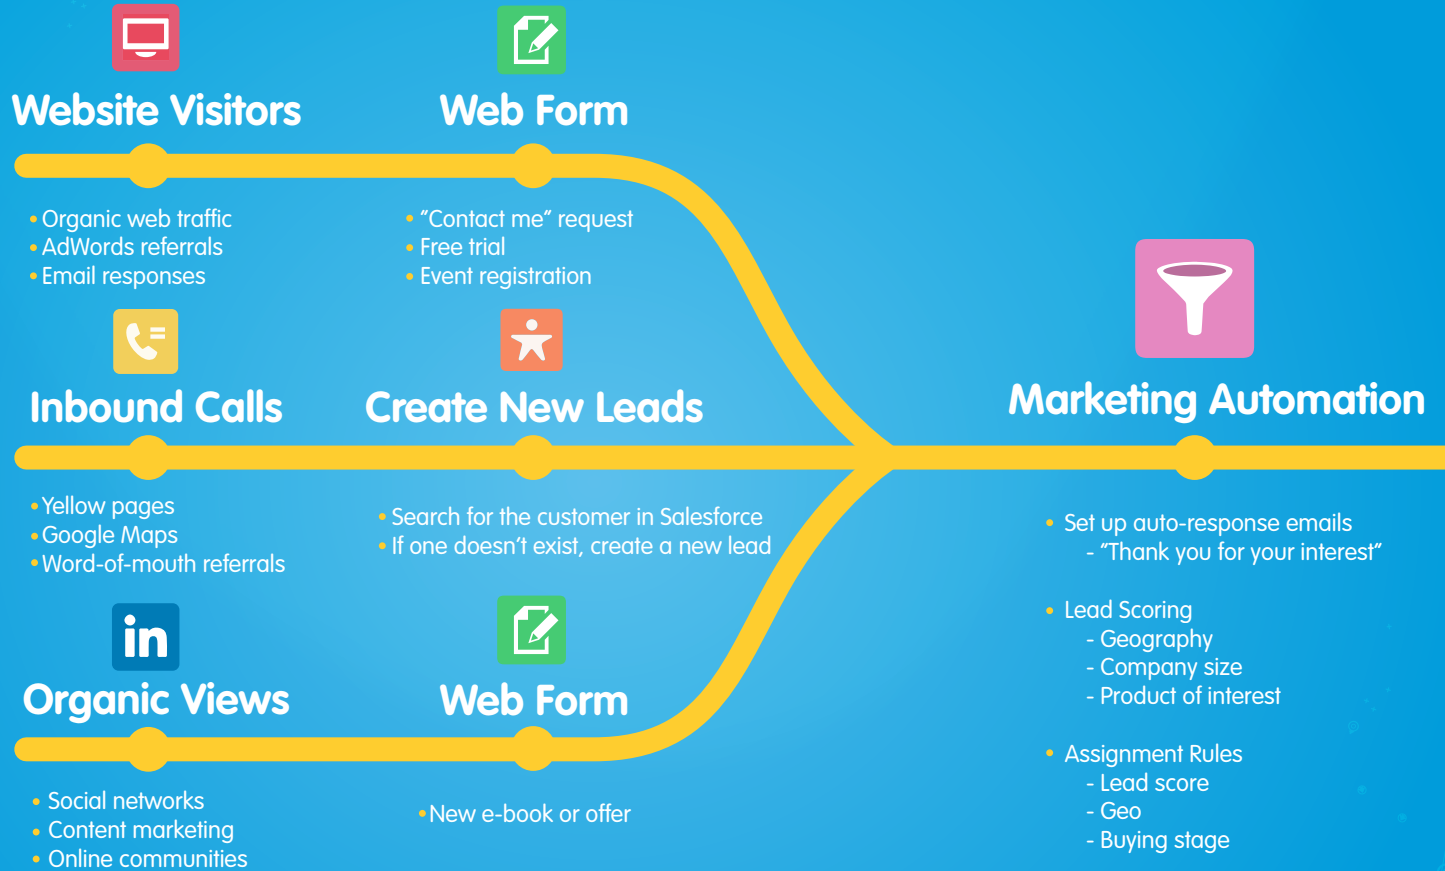 Website Visitors
• Organic web traffic
• AdWords referrals
• Email responses
Web Form
• "Contact me" request
• Free trial
• Event registration
Inbound Calls
• Yellow pages
• Google Maps
• Word-of-mouth referrals
Create New Leads
• Search for the customer in Salesforce
• If one doesn't exist, create a new lead
in
Organic Views
• Social networks
• Content marketing
• Online communities
Web Form
• New e-book or offer
Marketing Automation
• Set up auto-response emails
- "Thank you for your interest"
• Lead Scoring
- Geography
- Company size
- Product of interest
• Assignment Rules
- Lead score
- Geo
- Buying stage